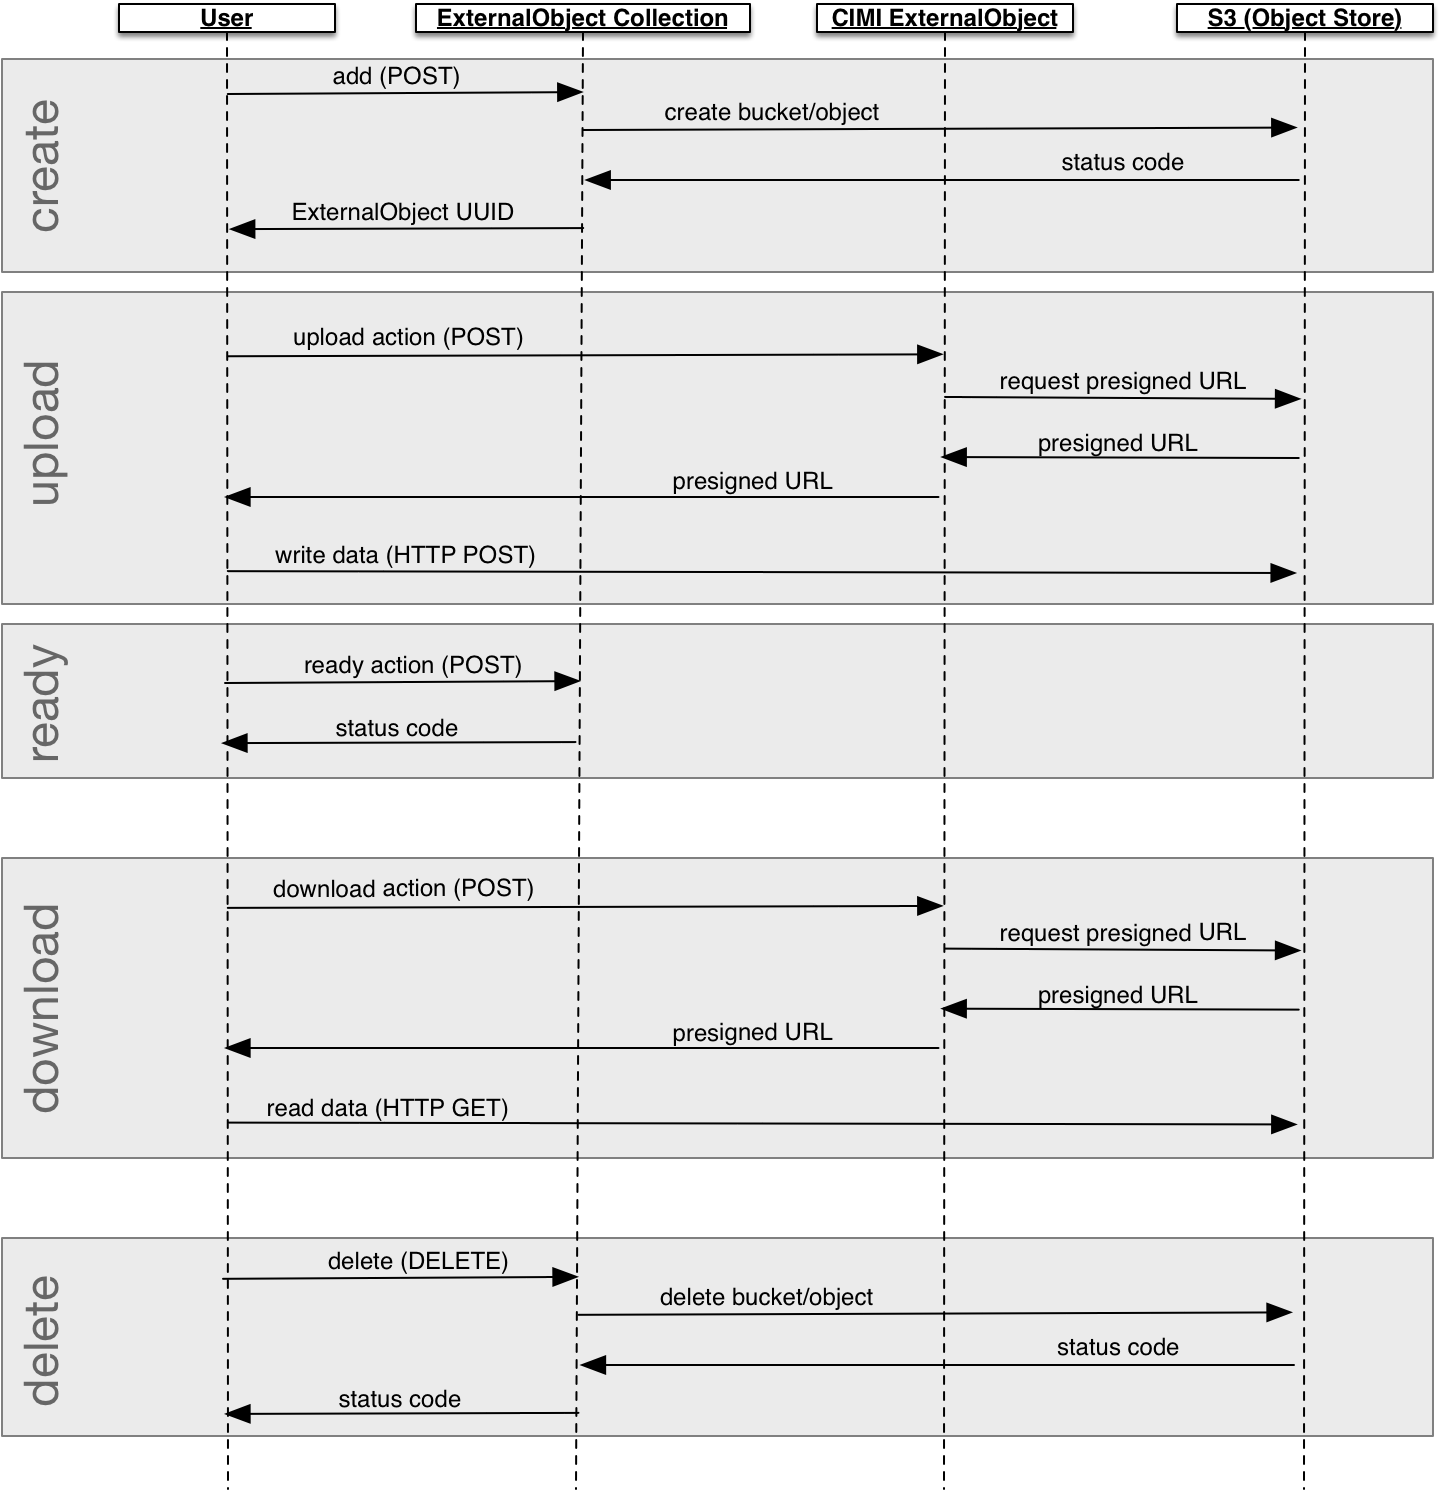 User
ExternalObject Collection
CIMI ExternalObject
S3 (Object Store)
create
add (POST)
create bucket/object
status code
ExternalObject UUID
upload
upload action (POST)
request presigned URL
presigned URL
presigned URL
write data (HTTP POST)
ready
ready action (POST)
status code
download
download action (POST)
request presigned URL
presigned URL
presigned URL
read data (HTTP GET)
delete
delete (DELETE)
delete bucket/object
status code
status code